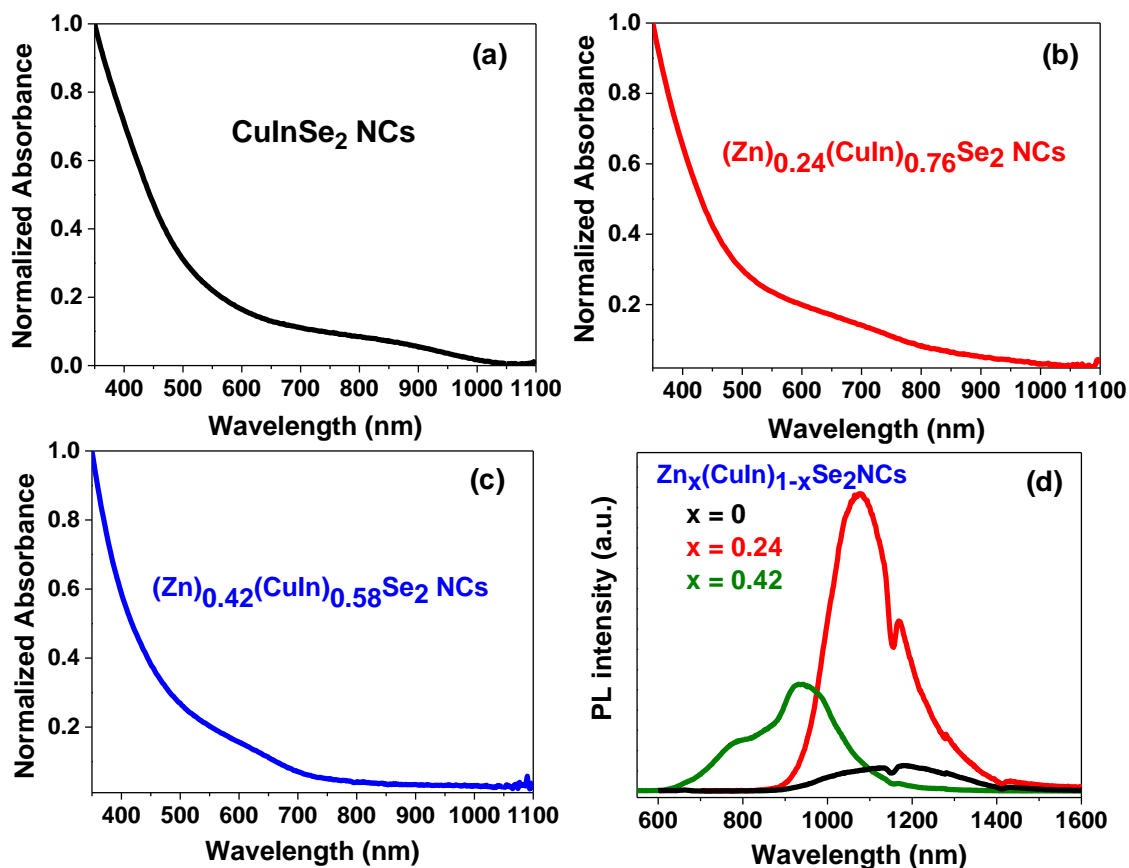 (a)
CuInSe2 NCs
Normalized Absorbance
1.0
0.8
0.6
0.4
0.2
0.0
400 500 600 700 800 900 1000 1100
Wavelength (nm)
(b)
(Zn)0.24(CuIn)0.76Se2 NCs
Normalized Absorbance
1.0
0.8
0.6
0.4
0.2
400 500 600 700 800 900 1000 1100
Wavelength (nm)
(c)
(Zn)0.42(CuIn)0.58Se2 NCs
Normalized Absorbance
1.0
0.8
0.6
0.4
0.2
400 500 600 700 800 900 1000 1100
Wavelength (nm)
(d)
Znx(CuIn)1-xSe2NCs
x = 0
x = 0.24
x = 0.42
PL intensity (a.u.)
600 800 1000 1200 1400 1600
Wavelength (nm)